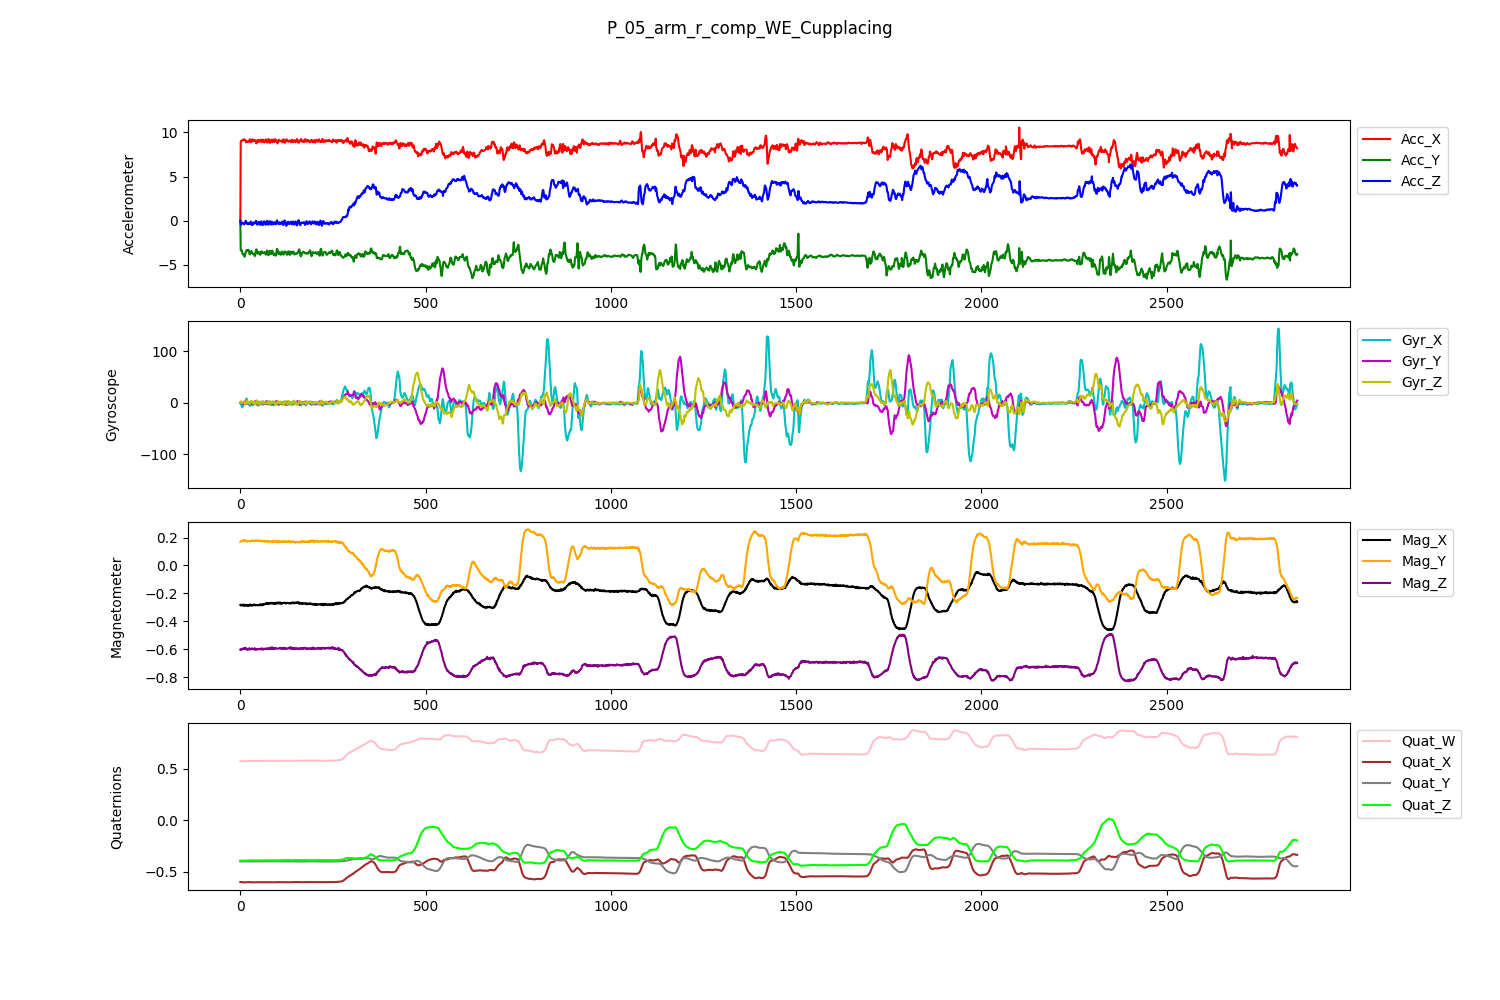 P_05_arm_r_comp_WE_Cupplacing
Accelerometer
10
5
0
−5
0 500 1000 1500 2000 2500
Acc_X
Acc_Y
Acc_Z
Gyroscope
100
0
−100
0 500 1000 1500 2000 2500
Gyr_X
Gyr_Y
Gyr_Z
Magnetometer
0.2
0.0
−0.2
−0.4
−0.6
−0.8
0 500 1000 1500 2000 2500
Mag_X
Mag_Y
Mag_Z
Quaternions
0.5
0.0
−0.5
0 500 1000 1500 2000 2500
Quat_W
Quat_X
Quat_Y
Quat_Z